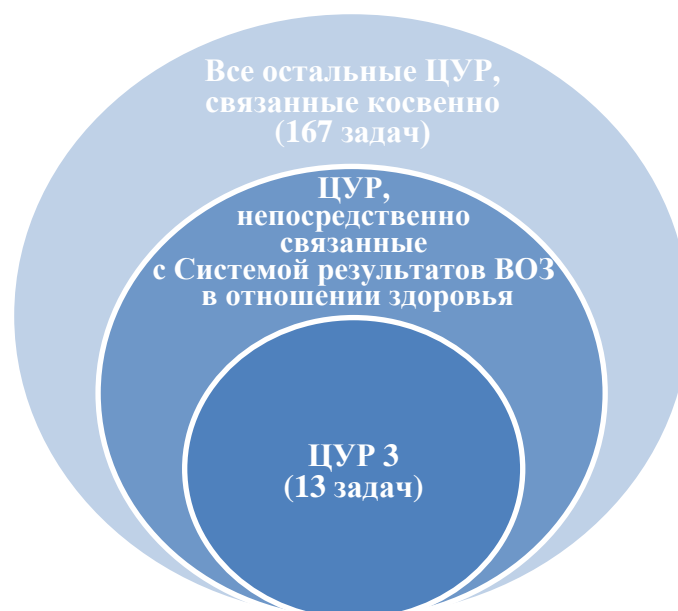 Все остальные ЦУР,
связанные косвенно
(167 задач)
ЦУР,
непосредственно
связанные
с Системой результатов ВОЗ
в отношении здоровья
ЦУР 3
(13 задач)